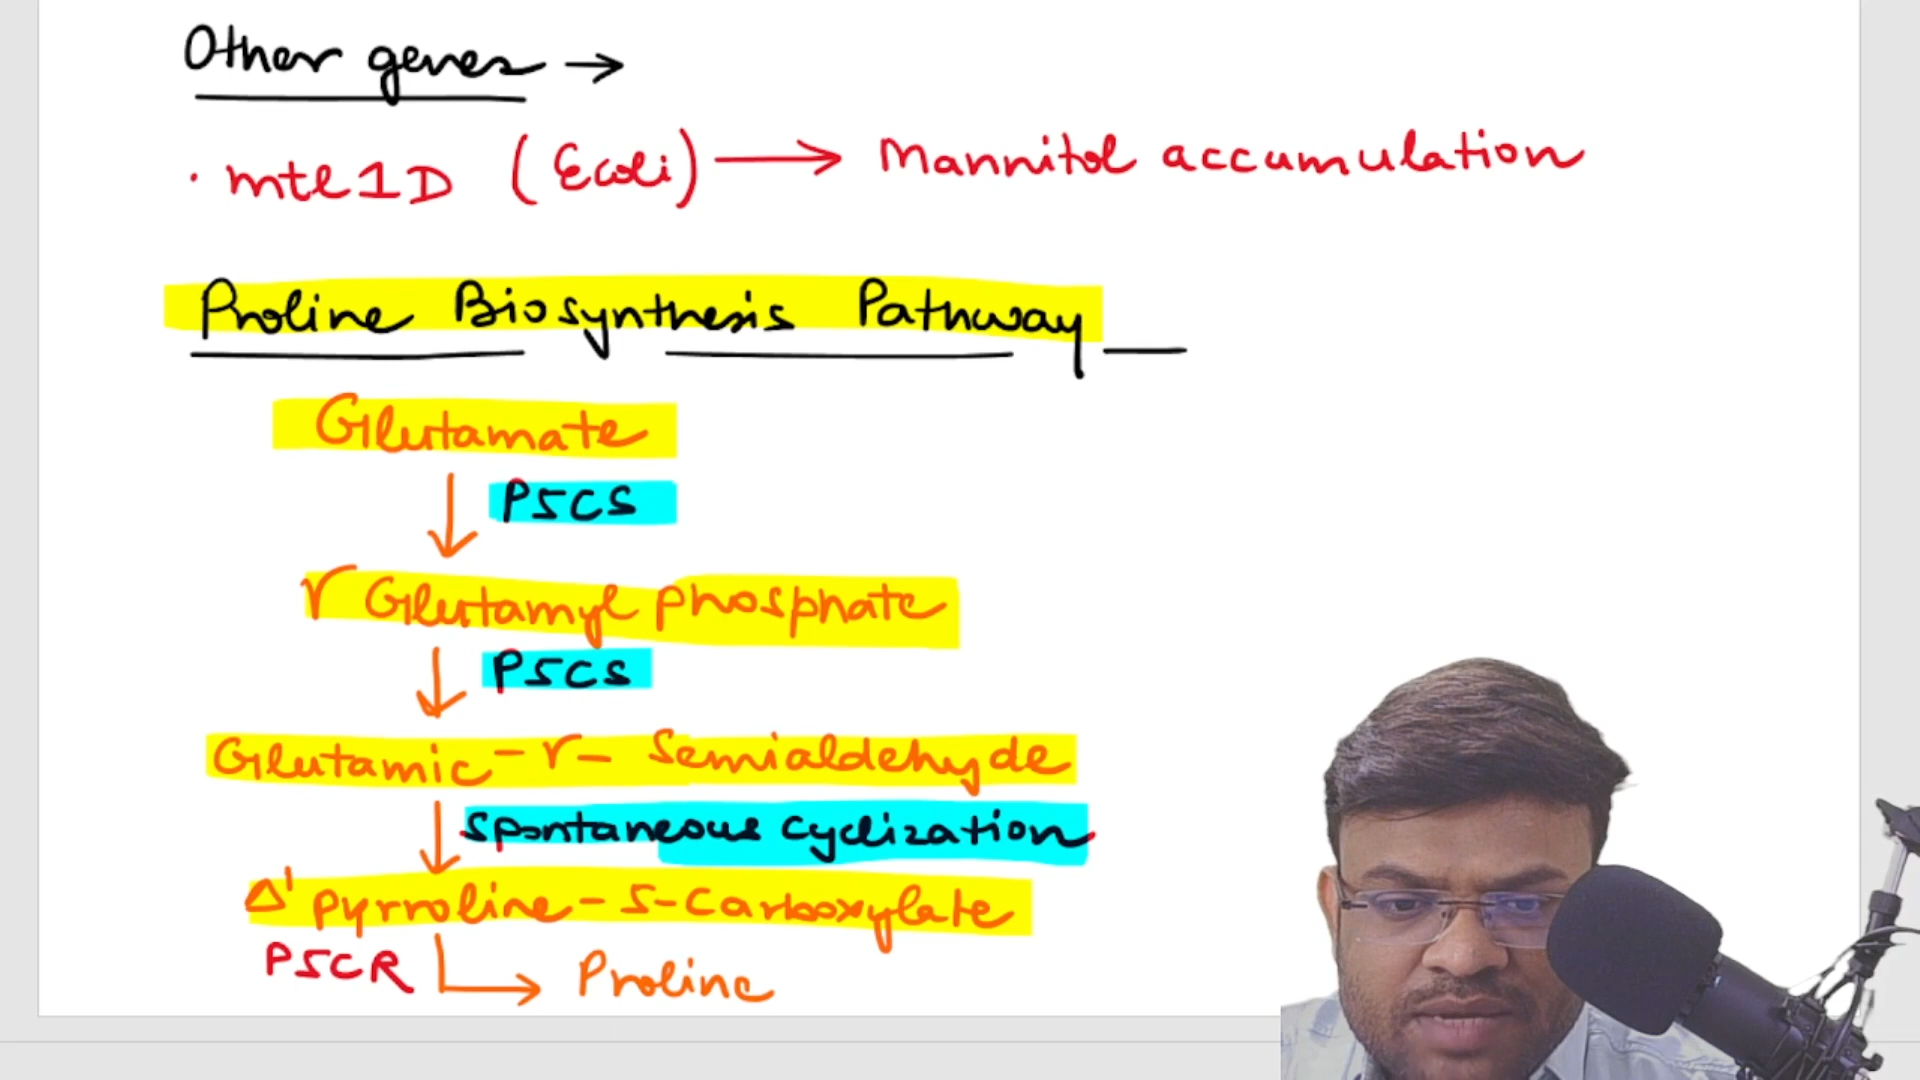 Other genes →
· mtl1D (Ecoli) → Mannitol accumulation
Proline Biosynthesis Pathway —
Glutamate
↓ P5CS
γ Glutamyl phosphate
↓ P5CS
Glutamic-γ-Semialdehyde
↓ Spontaneous Cyclization
Δ' pyrroline-5-Carboxylate
P5CR → Proline